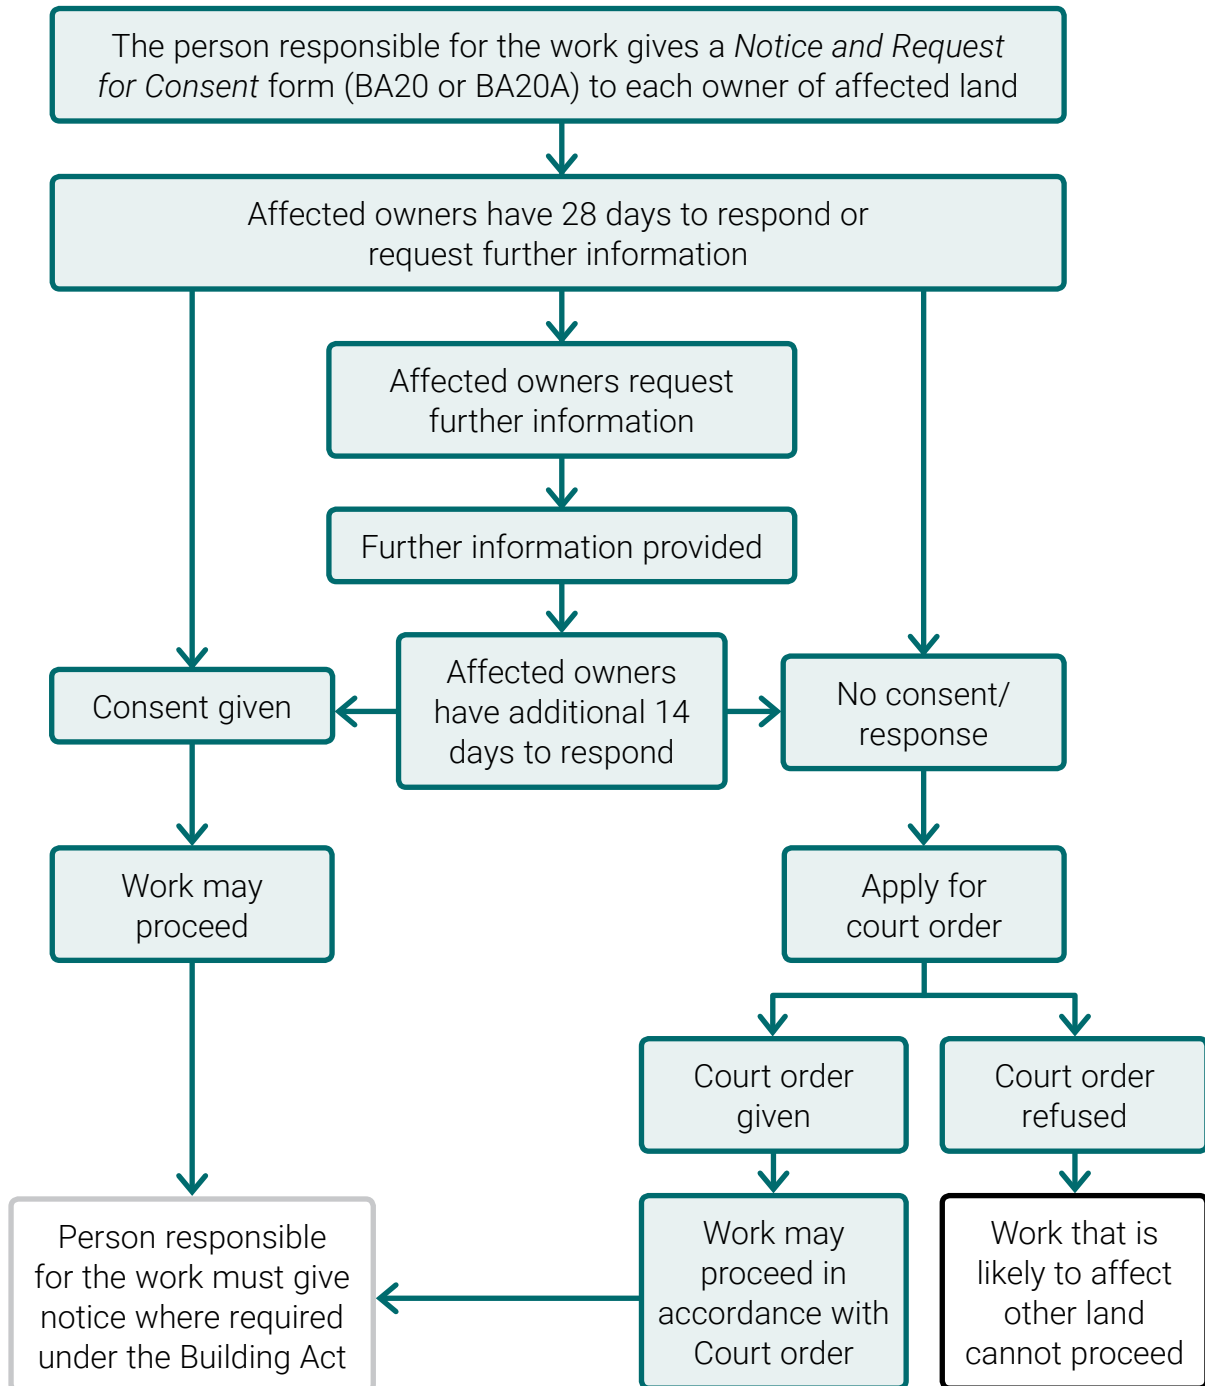 The person responsible for the work gives a Notice and Request
for Consent form (BA20 or BA20A) to each owner of affected land
Affected owners have 28 days to respond or
request further information
Affected owners request
further information
Further information provided
Consent given
Affected owners
have additional 14
days to respond
No consent/
response
Work may
proceed
Apply for
court order
Court order
given
Court order
refused
Person responsible
for the work must give
notice where required
under the Building Act
Work may
proceed in
accordance with
Court order
Work that is
likely to affect
other land
cannot proceed